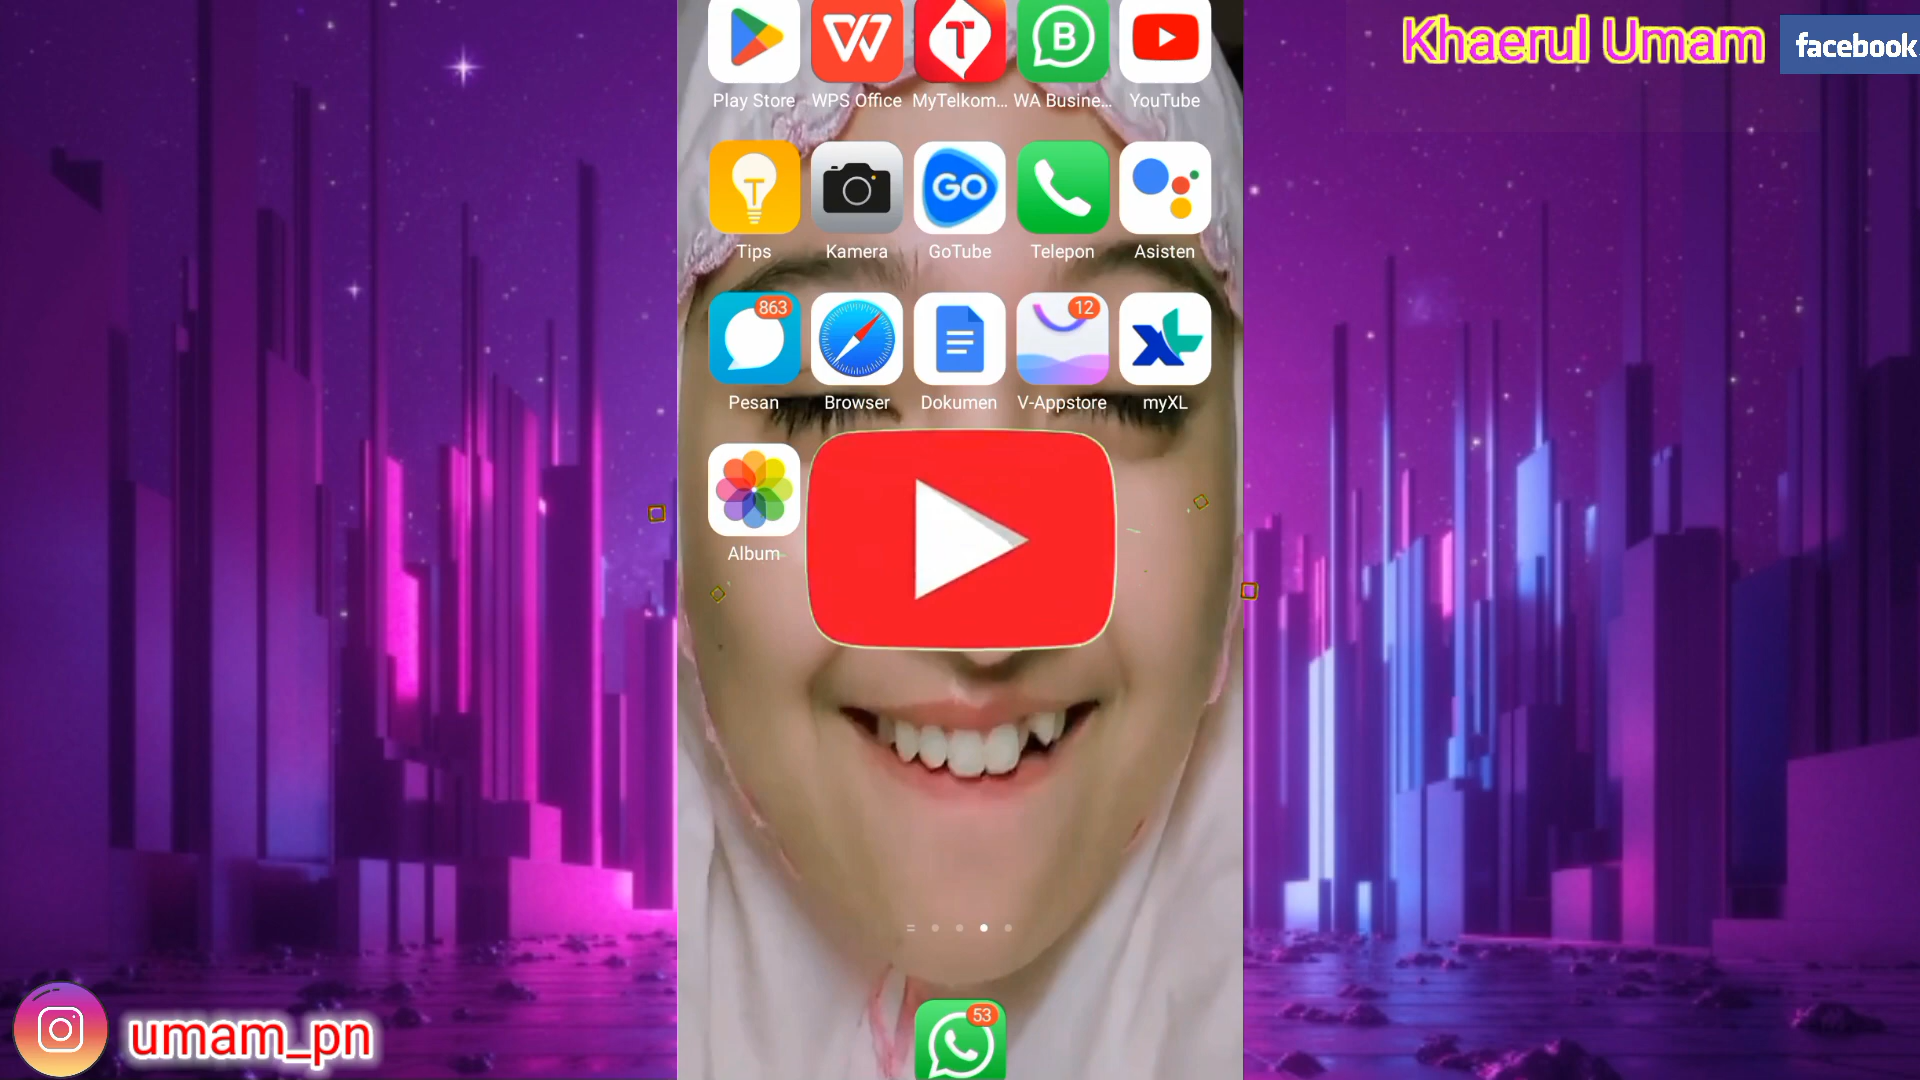 Khaerul Umam facebook
Play Store WPS Office MyTelkom... WA Busine... YouTube
GO
Tips Kamera GoTube Telepon Asisten
863 12
Pesan Browser Dokumen V-Appstore myXL
Album
53
umam_pn